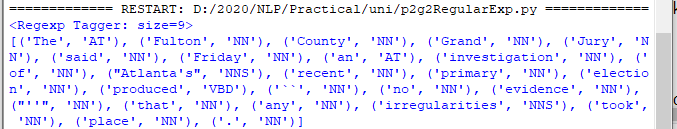 ============= RESTART: D:/2020/NLP/Practical/uni/p2g2RegularExp.py =============
<Regexp Tagger: size=9>
[('The', 'AT'), ('Fulton', 'NN'), ('County', 'NN'), ('Grand', 'NN'), ('Jury', 'N
N'), ('said', 'NN'), ('Friday', 'NN'), ('an', 'AT'), ('investigation', 'NN'), ('
of', 'NN'), ("Atlanta's", 'NNS'), ('recent', 'NN'), ('primary', 'NN'), ('electio
n', 'NN'), ('produced', 'VBD'), ('``', 'NN'), ('no', 'NN'), ('evidence', 'NN'),
("''", 'NN'), ('that', 'NN'), ('any', 'NN'), ('irregularities', 'NNS'), ('took',
 'NN'), ('place', 'NN'), ('.', 'NN')]